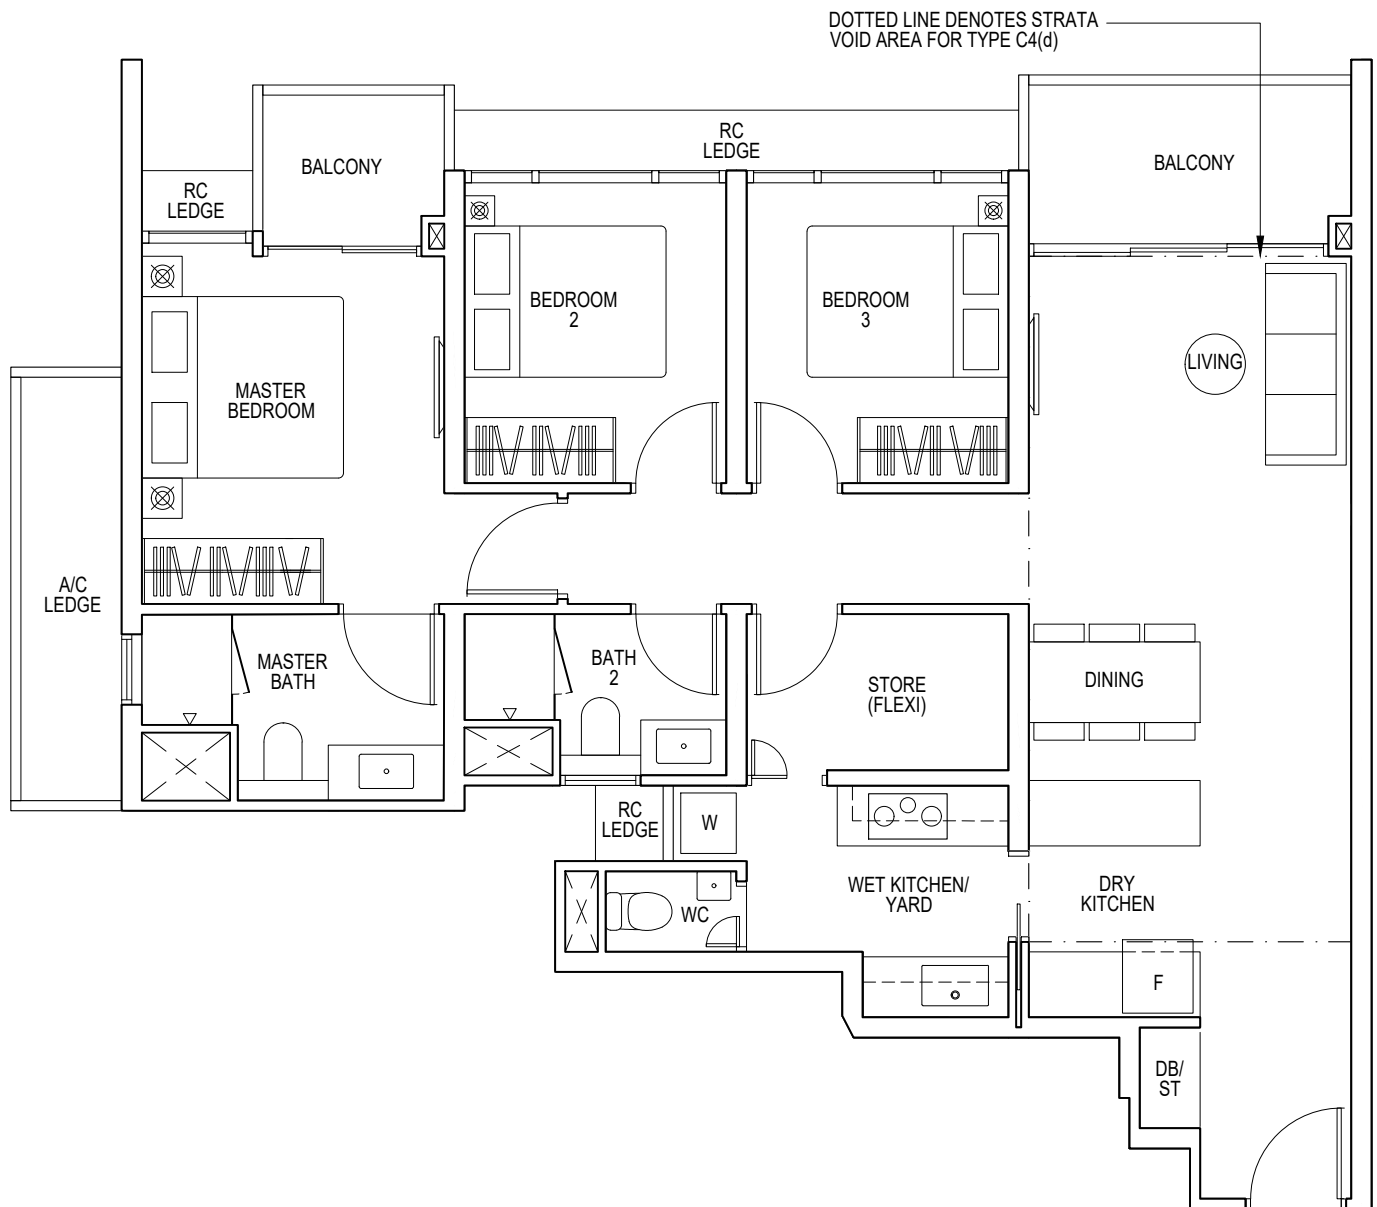 DOTTED LINE DENOTES STRATA
VOID AREA FOR TYPE C4(d)
RC
LEDGE
BALCONY
RC
LEDGE
BALCONY
BEDROOM
2
BEDROOM
3
MASTER
BEDROOM
LIVING
A/C
LEDGE
MASTER
BATH
BATH
2
STORE
(FLEXI)
DINING
RC
LEDGE
W
WET KITCHEN/
YARD
DRY
KITCHEN
WC
F
DB/
ST